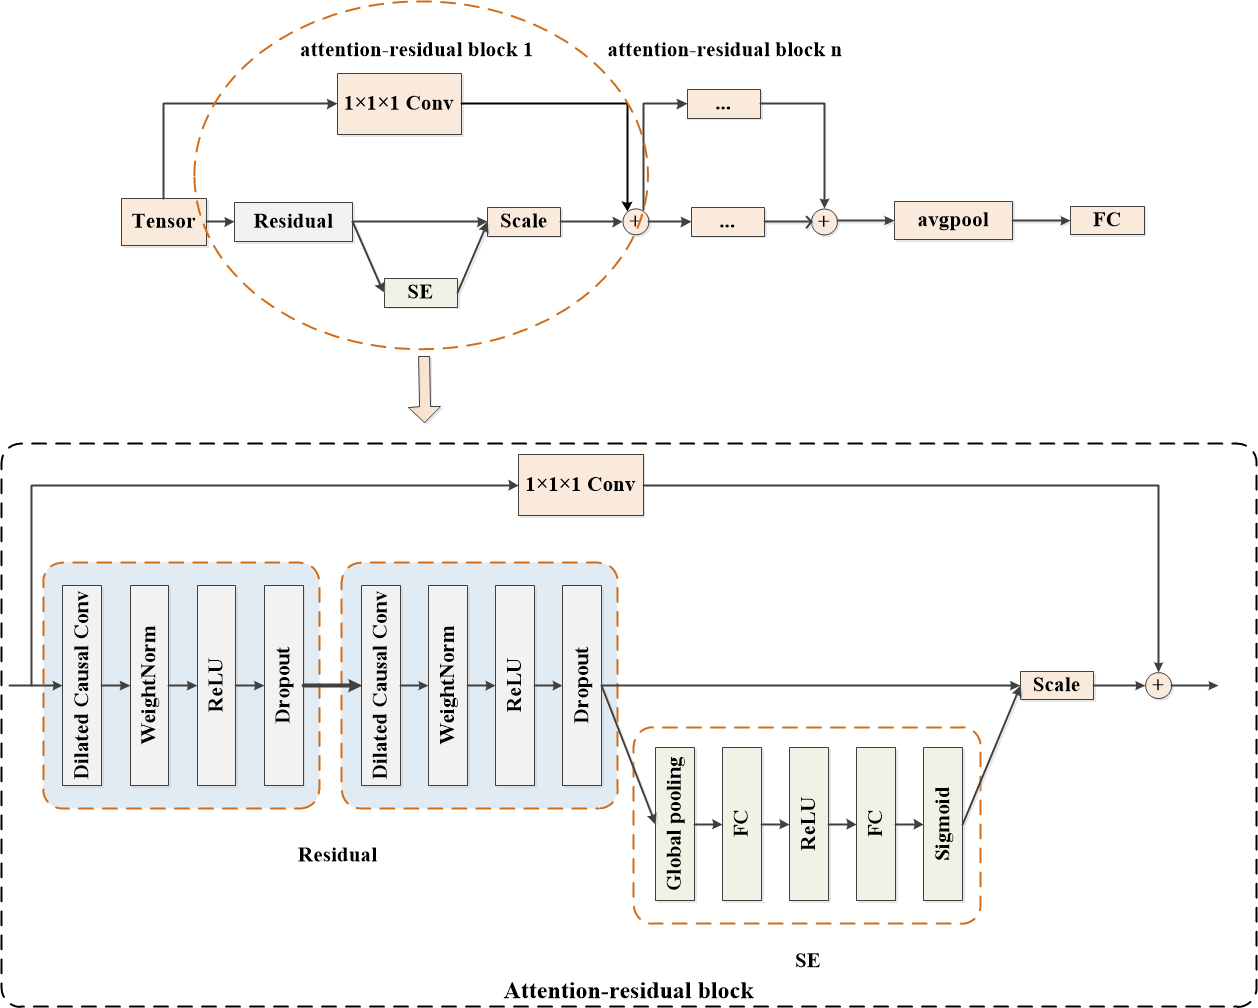 attention-residual block 1
attention-residual block n
1×1×1 Conv
...
Tensor
Residual
Scale
+
...
+
avgpool
FC
SE
1×1×1 Conv
Dilated Causal Conv
WeightNorm
ReLU
Dropout
Dilated Causal Conv
WeightNorm
ReLU
Dropout
Scale
+
Global pooling
FC
ReLU
FC
Sigmoid
Residual
SE
Attention-residual block